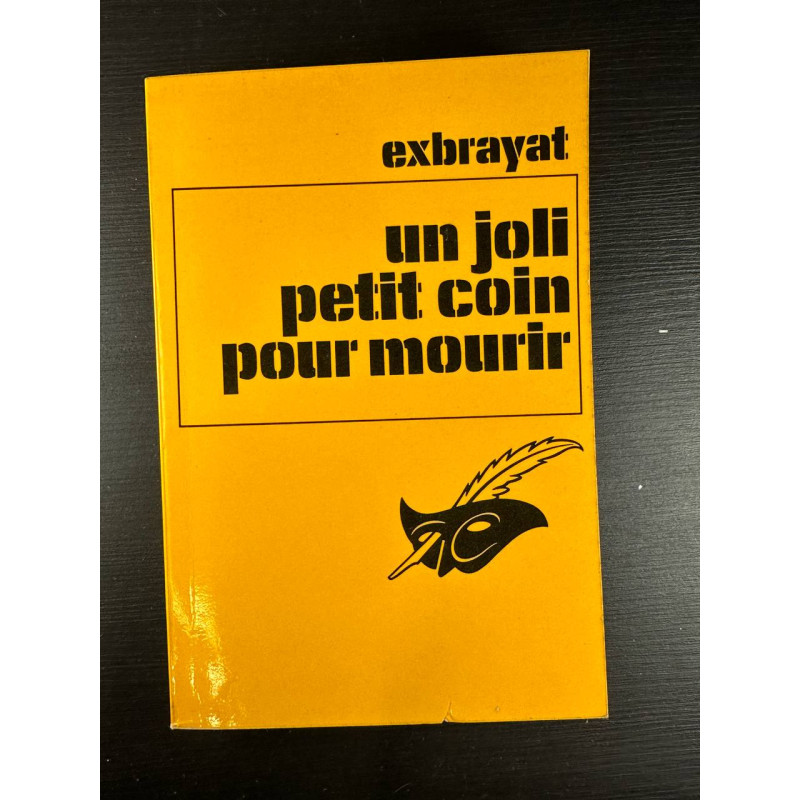 exbrayat
un joli
petit coin
pour mourir